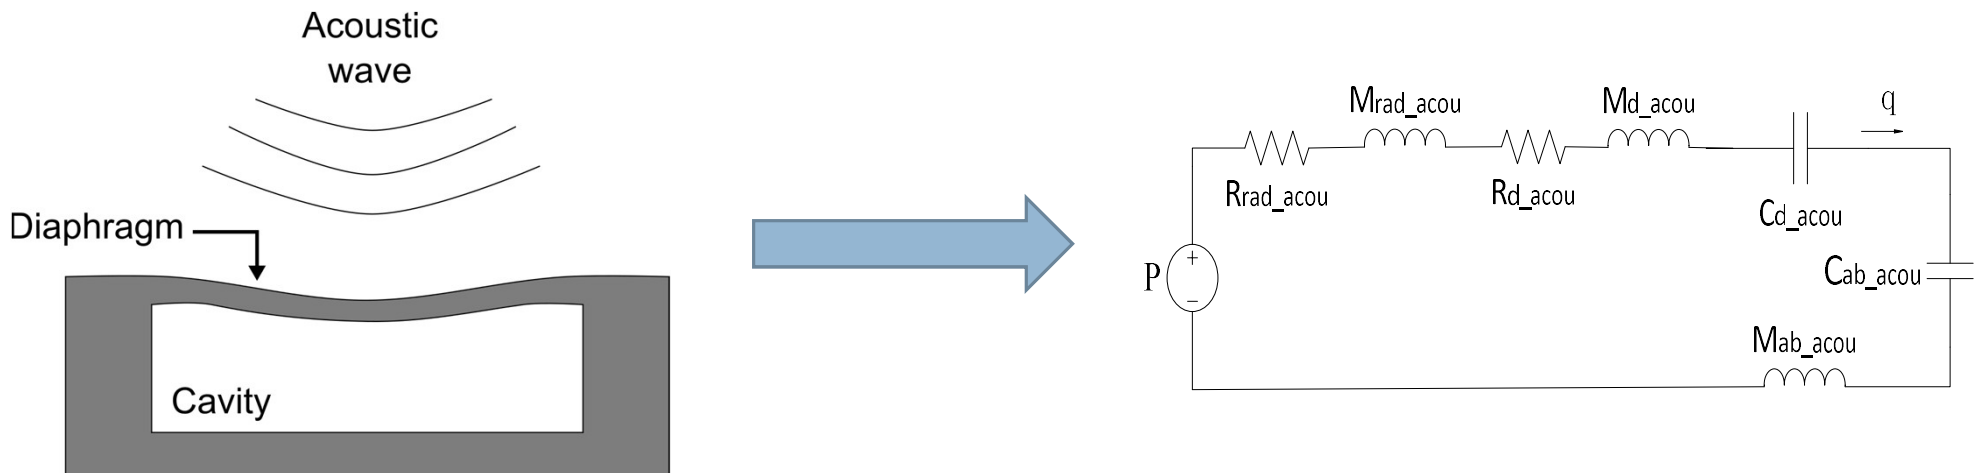 Acoustic
wave
Diaphragm
Cavity
Mrad_acou
Md_acou
q
Rrad_acou
Rd_acou
Cd_acou
P
+
−
Cab_acou
Mab_acou